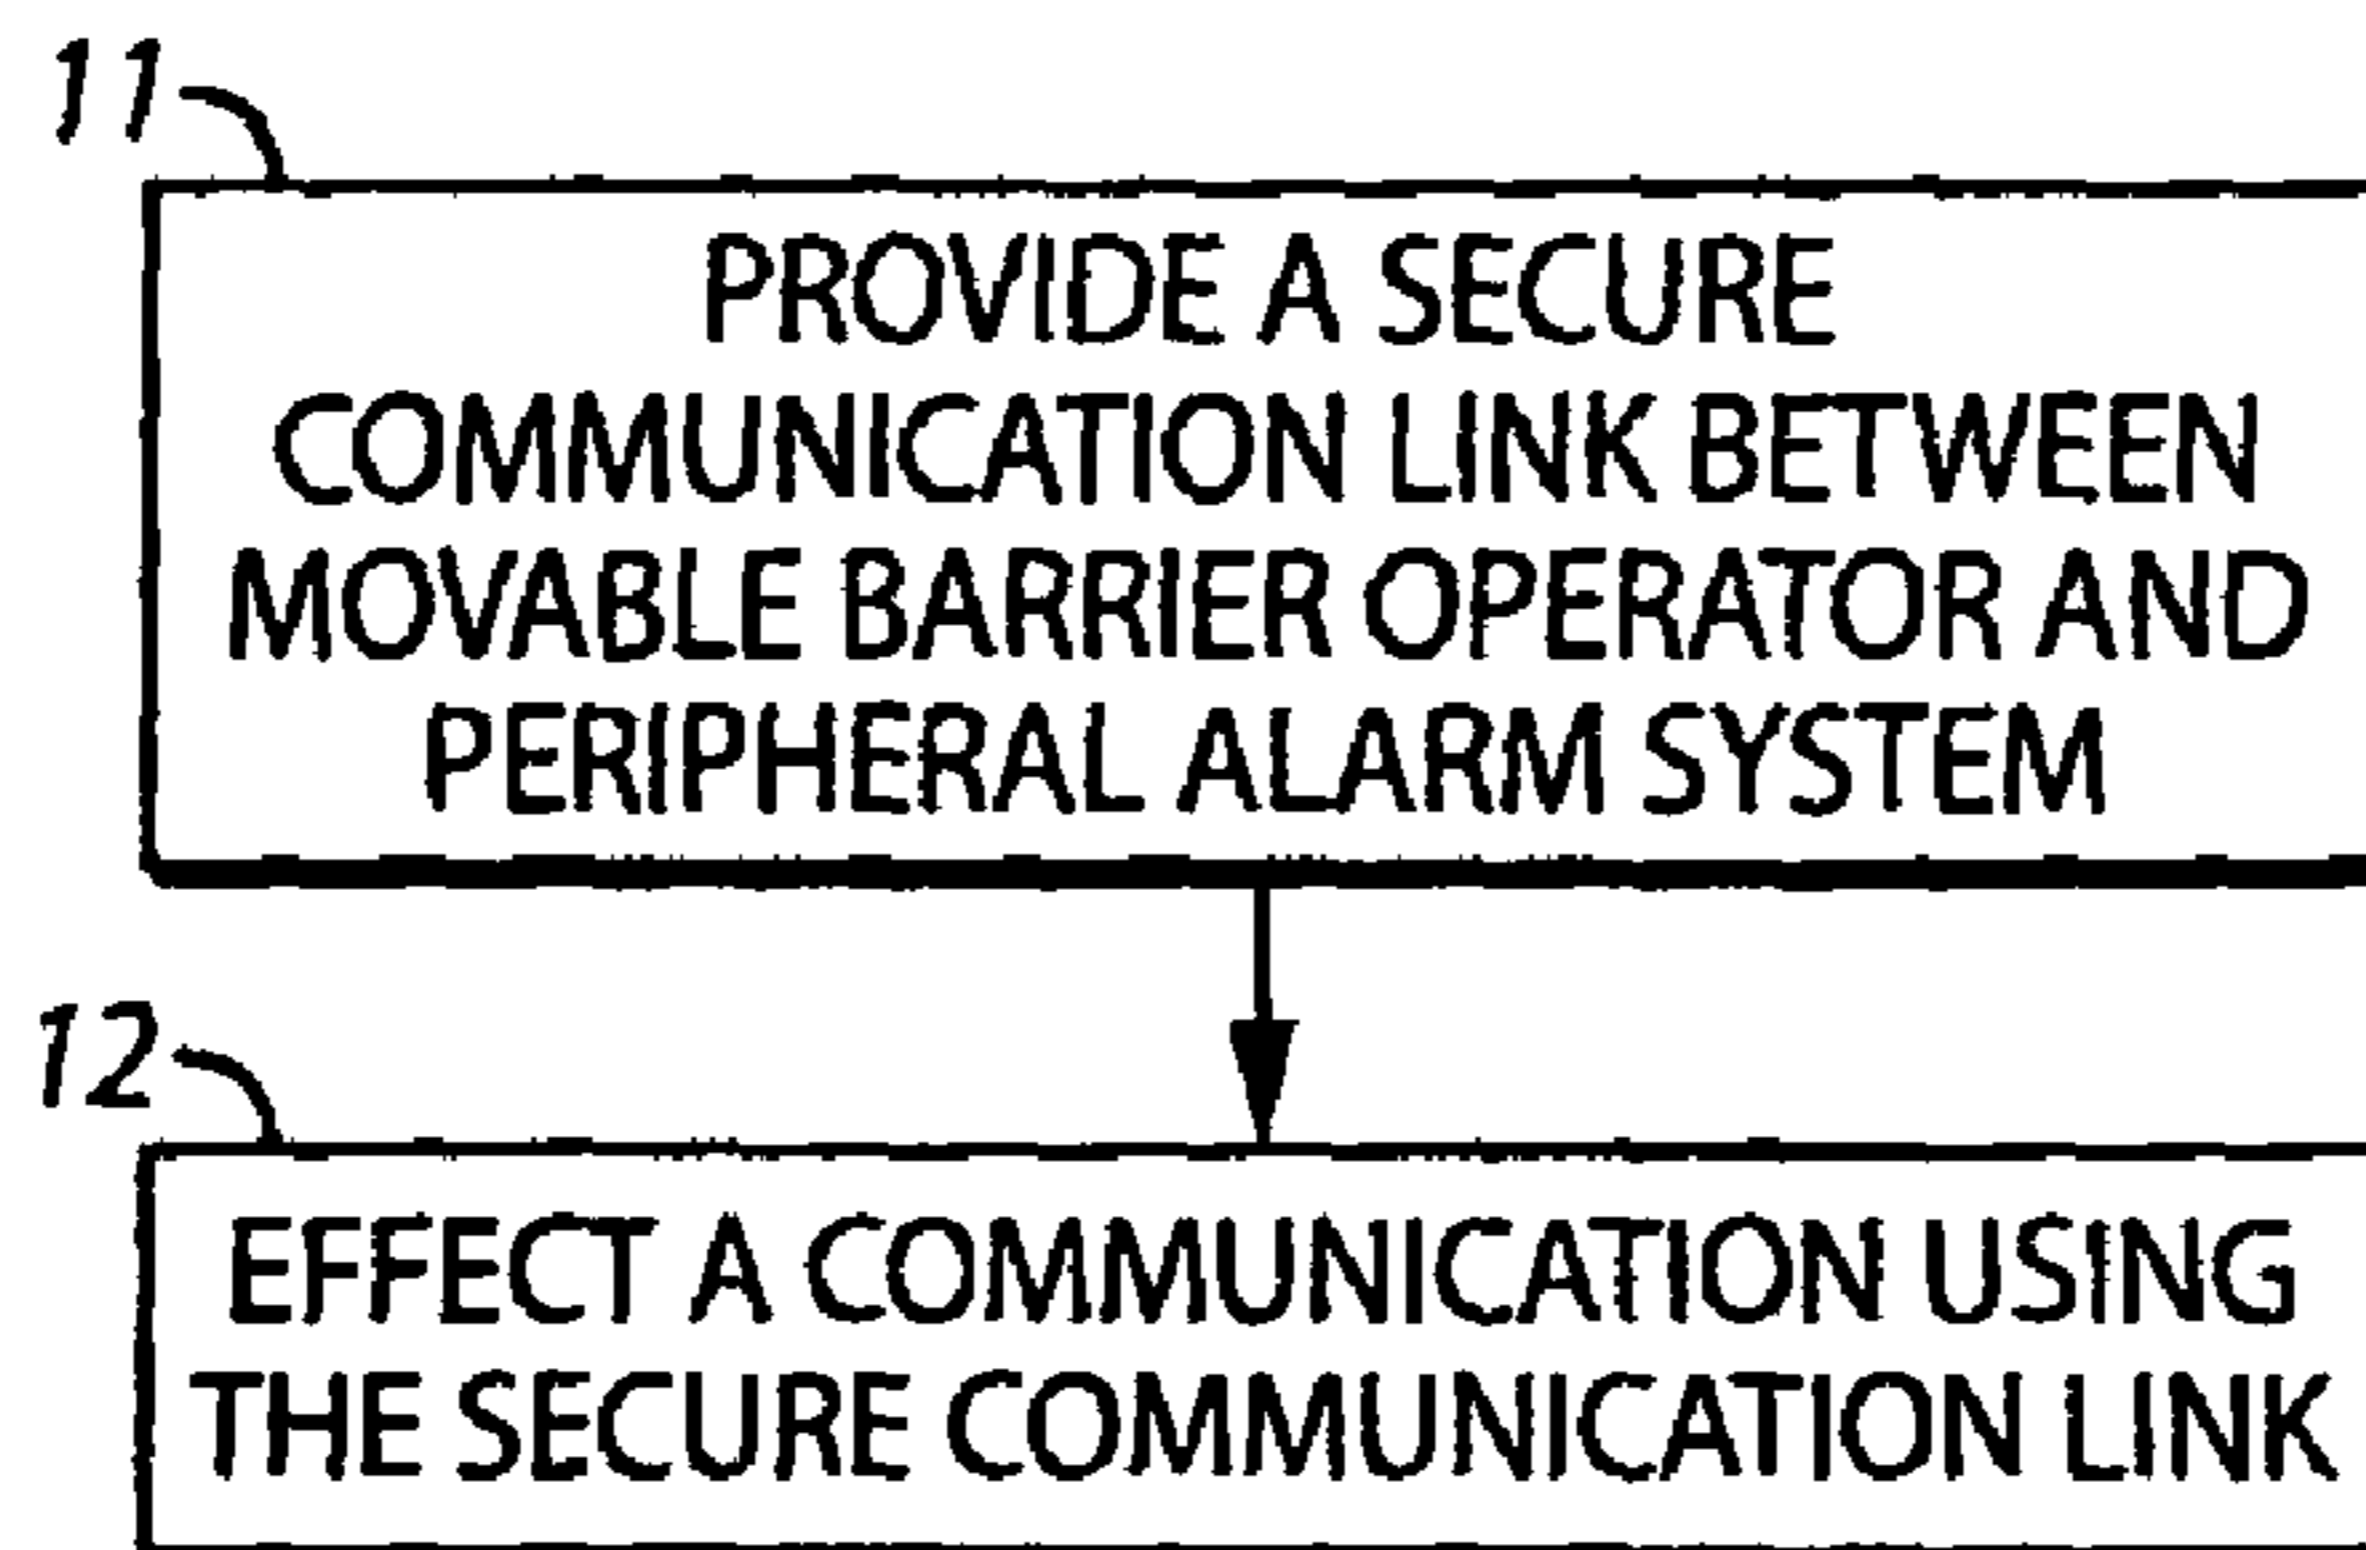 11
PROVIDE A SECURE
COMMUNICATION LINK BETWEEN
MOVABLE BARRIER OPERATOR AND
PERIPHERAL ALARM SYSTEM
12
EFFECT A COMMUNICATION USING
THE SECURE COMMUNICATION LINK